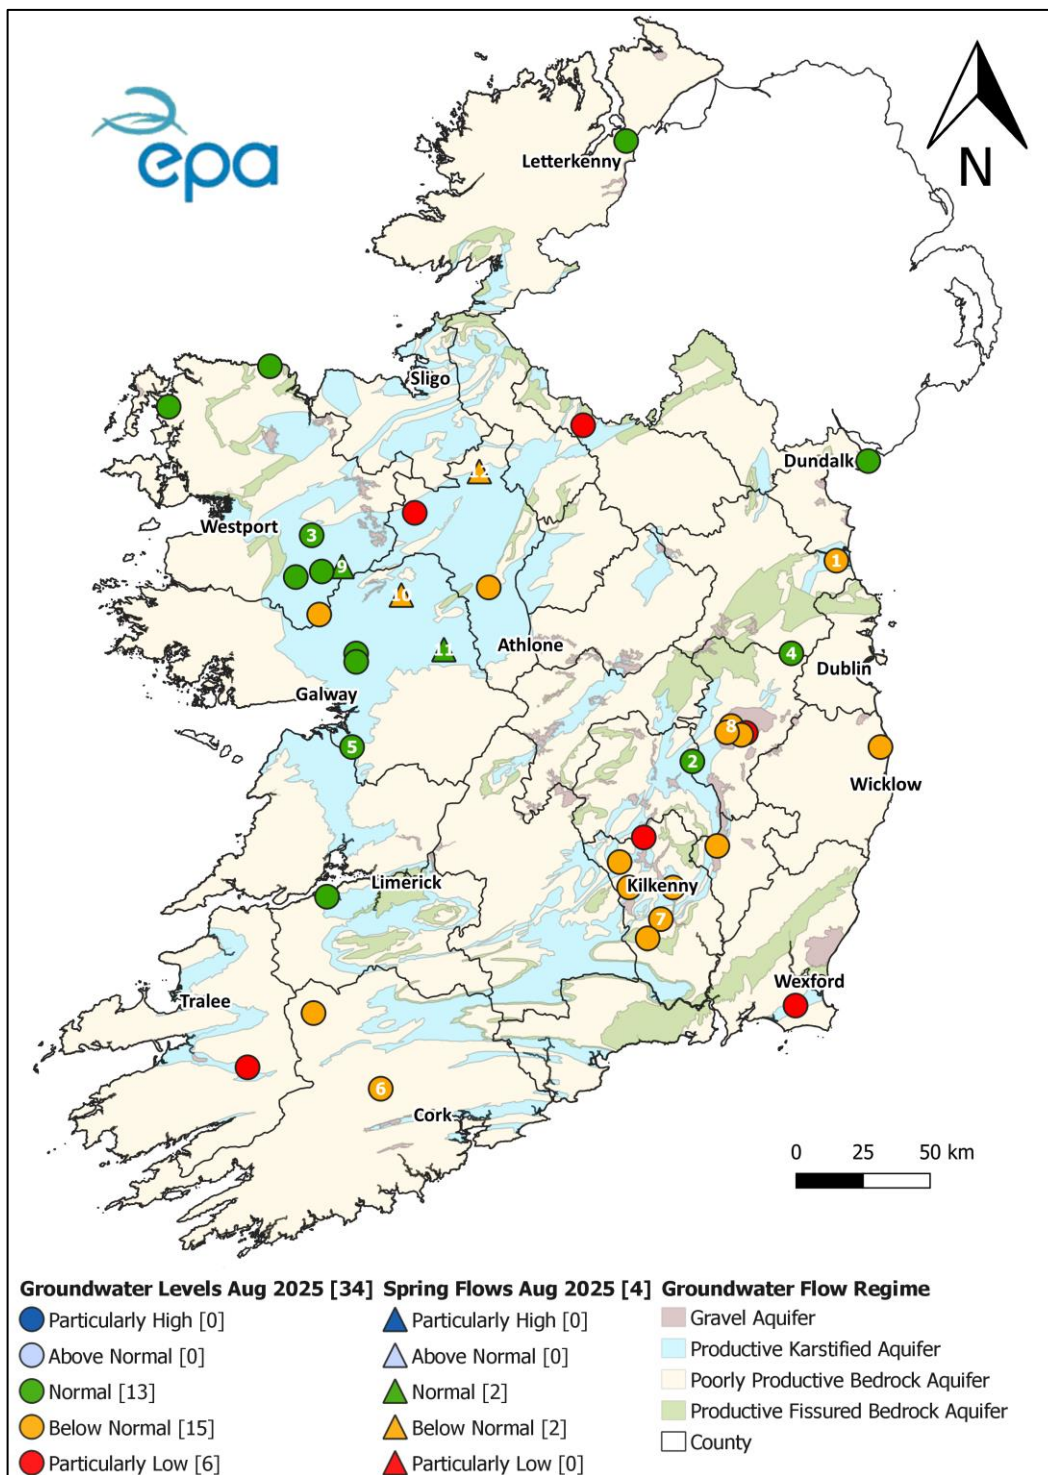 epa
N
Letterkenny
Sligo
Dundalk
12
Westport
3
9
1
10
11
Athlone
4
Dublin
Galway
8
5
2
Wicklow
Limerick
Kilkenny
7
Wexford
Tralee
6
Cork
0 25 50 km
Groundwater Levels Aug 2025 [34]
Particularly High [0]
Above Normal [0]
Normal [13]
Below Normal [15]
Particularly Low [6]
Spring Flows Aug 2025 [4]
Particularly High [0]
Above Normal [0]
Normal [2]
Below Normal [2]
Particularly Low [0]
Groundwater Flow Regime
Gravel Aquifer
Productive Karstified Aquifer
Poorly Productive Bedrock Aquifer
Productive Fissured Bedrock Aquifer
County